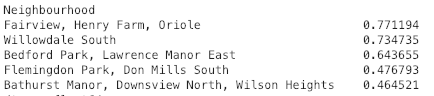 Neighbourhood
Fairview, Henry Farm, Oriole 0.771194
Willowdale South 0.734735
Bedford Park, Lawrence Manor East 0.643655
Flemingdon Park, Don Mills South 0.476793
Bathurst Manor, Downsview North, Wilson Heights 0.464521